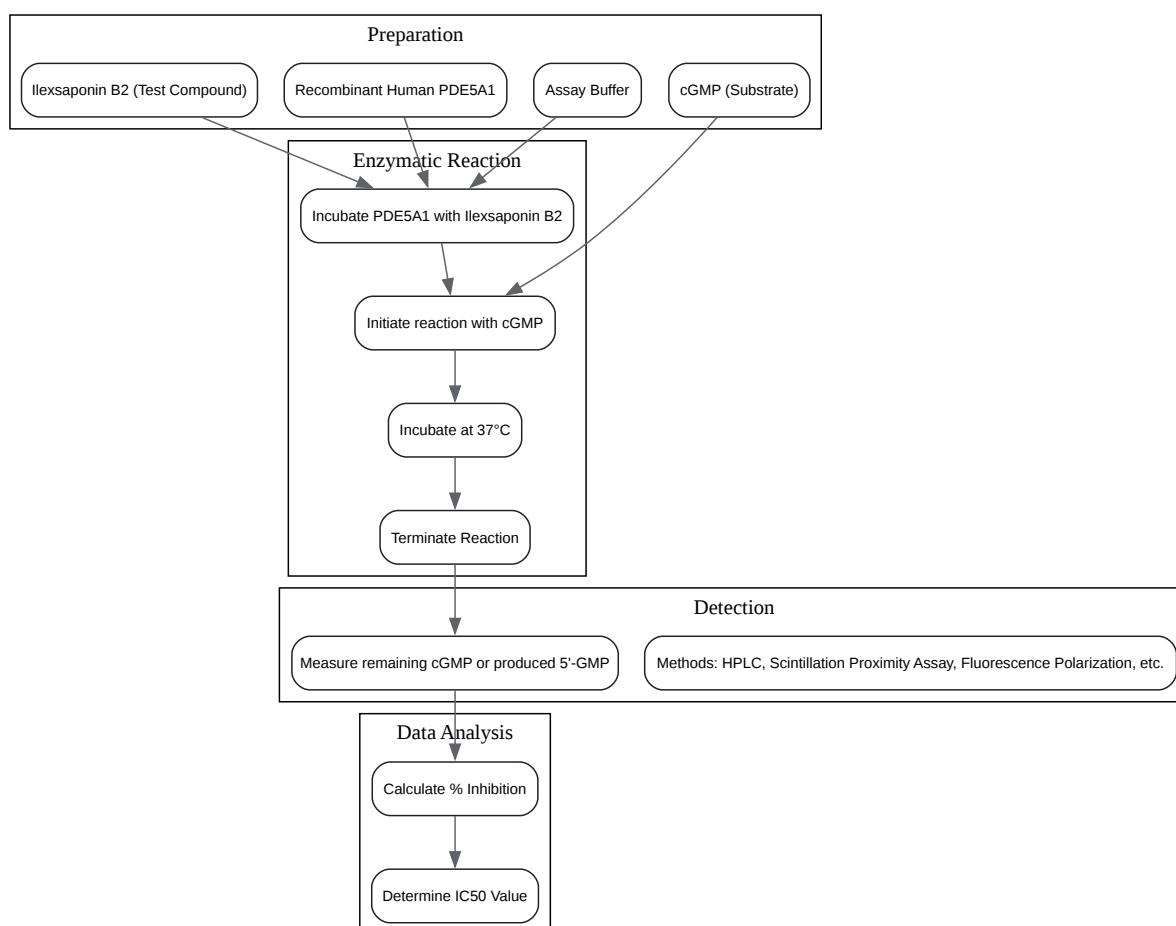 Preparation
Ilexsaponin B2 (Test Compound)
Recombinant Human PDE5A1
Assay Buffer
cGMP (Substrate)
Enzymatic Reaction
Incubate PDE5A1 with Ilexsaponin B2
Initiate reaction with cGMP
Incubate at 37°C
Terminate Reaction
Detection
Measure remaining cGMP or produced 5'-GMP
Methods: HPLC, Scintillation Proximity Assay, Fluorescence Polarization, etc.
Data Analysis
Calculate % Inhibition
Determine IC50 Value